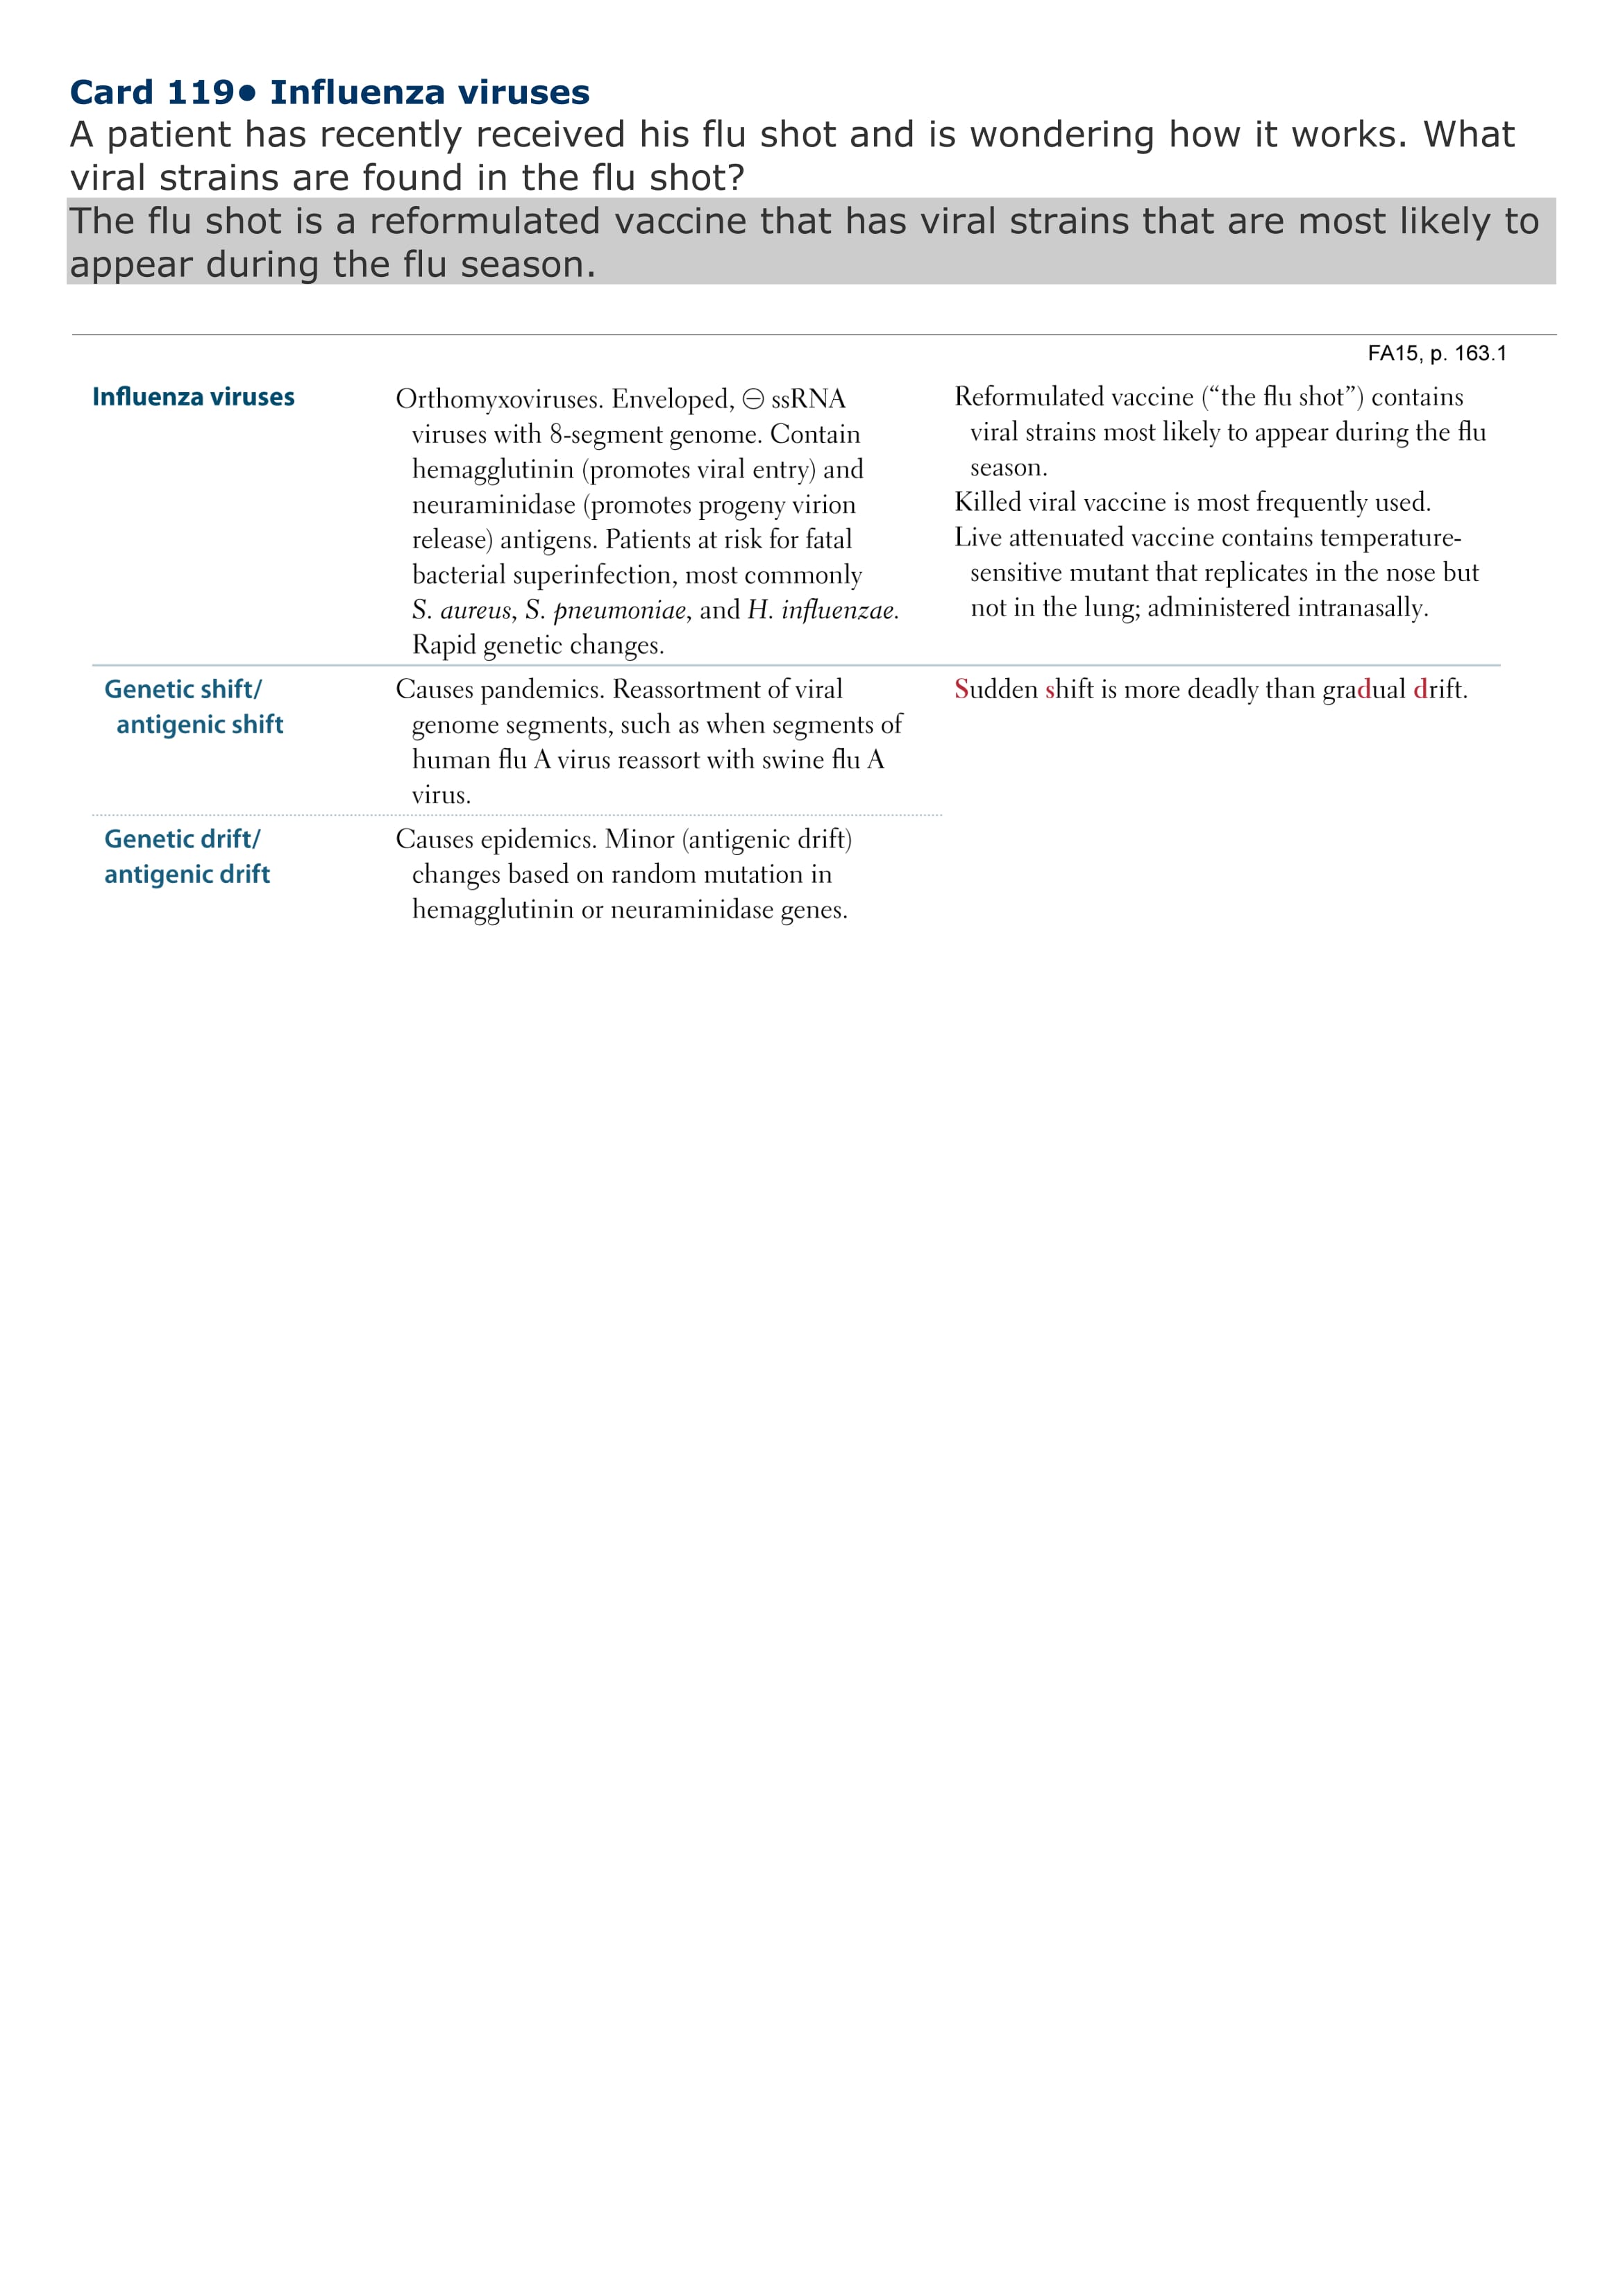 Card 119• Influenza viruses
A patient has recently received his flu shot and is wondering how it works. What
viral strains are found in the flu shot?
The flu shot is a reformulated vaccine that has viral strains that are most likely to
appear during the flu season.
FA15, p. 163.1
Influenza viruses
Orthomyxoviruses. Enveloped, ⊖ ssRNA
viruses with 8-segment genome. Contain
hemagglutinin (promotes viral entry) and
neuraminidase (promotes progeny virion
release) antigens. Patients at risk for fatal
bacterial superinfection, most commonly
S. aureus, S. pneumoniae, and H. influenzae.
Rapid genetic changes.
Reformulated vaccine (“the flu shot”) contains
viral strains most likely to appear during the flu
season.
Killed viral vaccine is most frequently used.
Live attenuated vaccine contains temperature-
sensitive mutant that replicates in the nose but
not in the lung; administered intranasally.
Genetic shift/
antigenic shift
Causes pandemics. Reassortment of viral
genome segments, such as when segments of
human flu A virus reassort with swine flu A
virus.
Sudden shift is more deadly than gradual drift.
Genetic drift/
antigenic drift
Causes epidemics. Minor (antigenic drift)
changes based on random mutation in
hemagglutinin or neuraminidase genes.